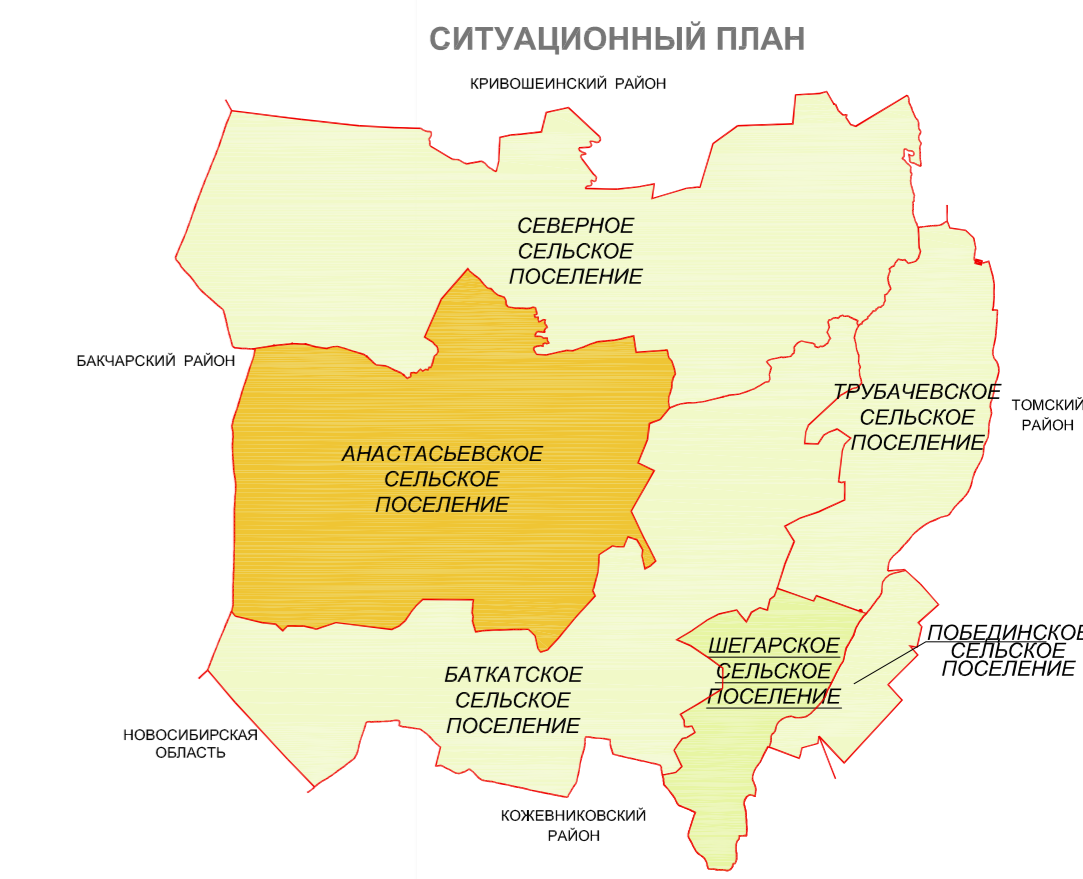 СИТУАЦИОННЫЙ ПЛАН
КРИВОШЕИНСКИЙ РАЙОН
СЕВЕРНОЕ
СЕЛЬСКОЕ
ПОСЕЛЕНИЕ
БАКЧАРСКИЙ РАЙОН
ТРУБАЧЕВСКОЕ
СЕЛЬСКОЕ
ПОСЕЛЕНИЕ
ТОМСКИЙ
РАЙОН
АНАСТАСЬЕВСКОЕ
СЕЛЬСКОЕ
ПОСЕЛЕНИЕ
ПОБЕДИНСКОЕ
СЕЛЬСКОЕ
ПОСЕЛЕНИЕ
ШЕГАРСКОЕ
СЕЛЬСКОЕ
ПОСЕЛЕНИЕ
БАТКАТСКОЕ
СЕЛЬСКОЕ
ПОСЕЛЕНИЕ
НОВОСИБИРСКАЯ
ОБЛАСТЬ
КОЖЕВНИКОВСКИЙ
РАЙОН